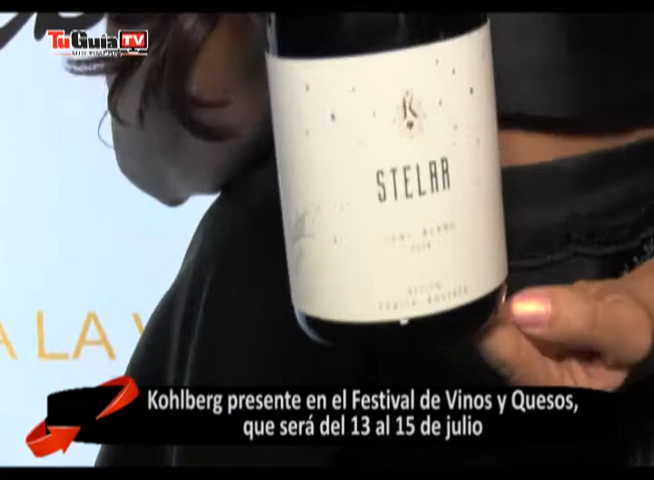 TuGuiaTV
MULTIMEDIA
K
STELAR
A LA V
Kohlberg presente en el Festival de Vinos y Quesos,
que será del 13 al 15 de julio